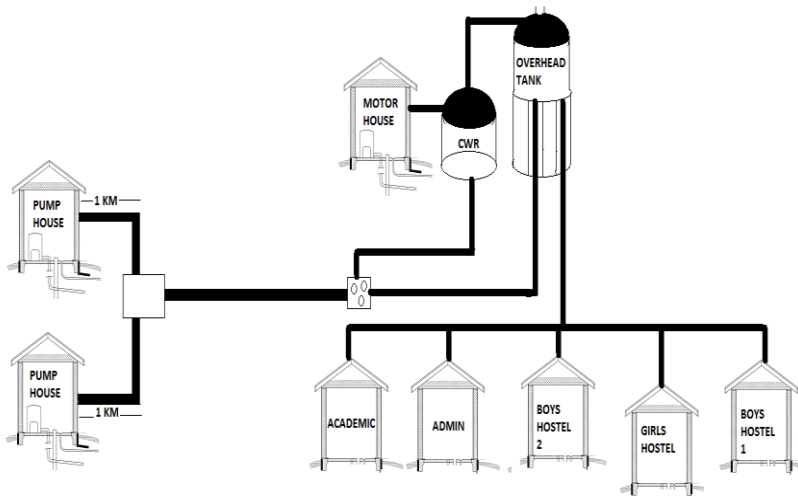 OVERHEAD
TANK
MOTOR
HOUSE
CWR
PUMP
HOUSE
1 KM
PUMP
HOUSE
1 KM
ACADEMIC
ADMIN
BOYS
HOSTEL
2
GIRLS
HOSTEL
BOYS
HOSTEL
1